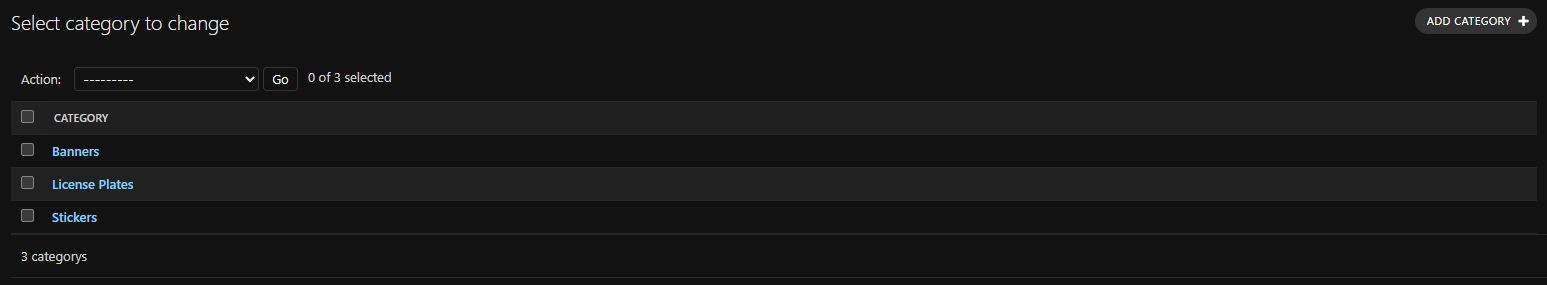 Select category to change
ADD CATEGORY +
Action: --------- Go 0 of 3 selected
CATEGORY
Banners
License Plates
Stickers
3 categorys